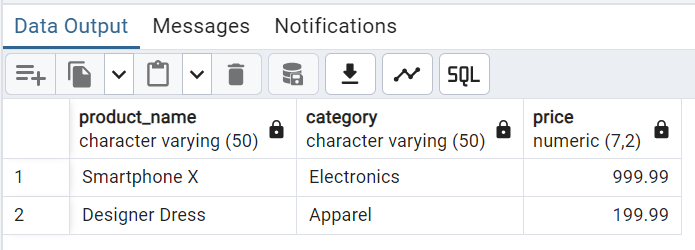 Data Output Messages Notifications
SQL
product_name category price
character varying (50) character varying (50) numeric (7,2)
1 Smartphone X Electronics 999.99
2 Designer Dress Apparel 199.99